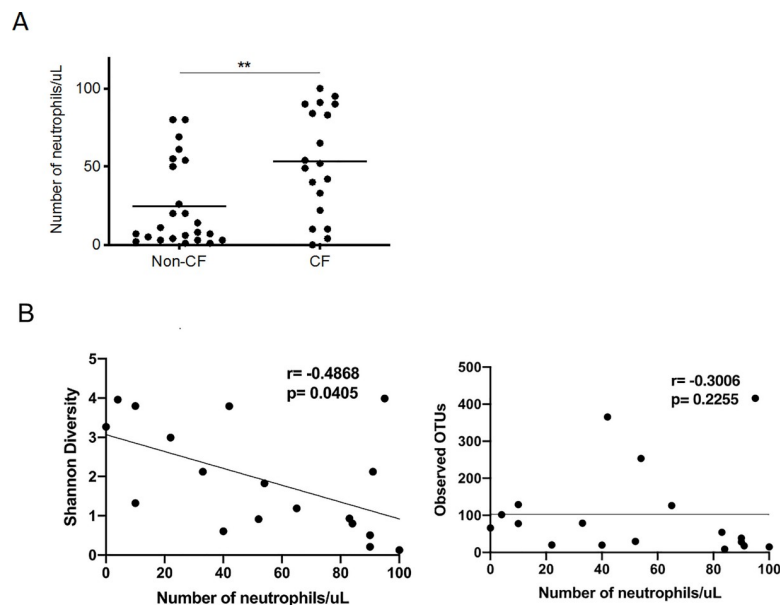 A
**
Number of neutrophils/uL
100
50
0
Non-CF
CF
B
Shannon Diversity
5
4
3
2
1
0
r= -0.4868
p= 0.0405
0
20
40
60
80
100
Number of neutrophils/uL
Observed OTUs
500
400
300
200
100
0
r= -0.3006
p= 0.2255
0
20
40
60
80
100
Number of neutrophils/uL